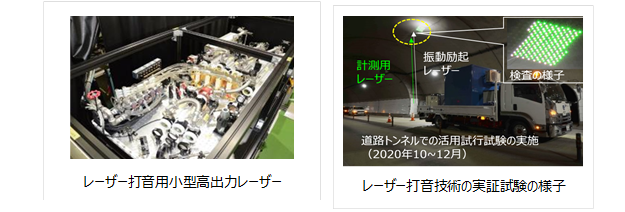 レーザー打音用小型高出力レーザー
計測用
レーザー
振動励起
レーザー
検査の様子
道路トンネルでの活用試行試験の実施
（2020年10~12月）
レーザー打音技術の実証試験の様子